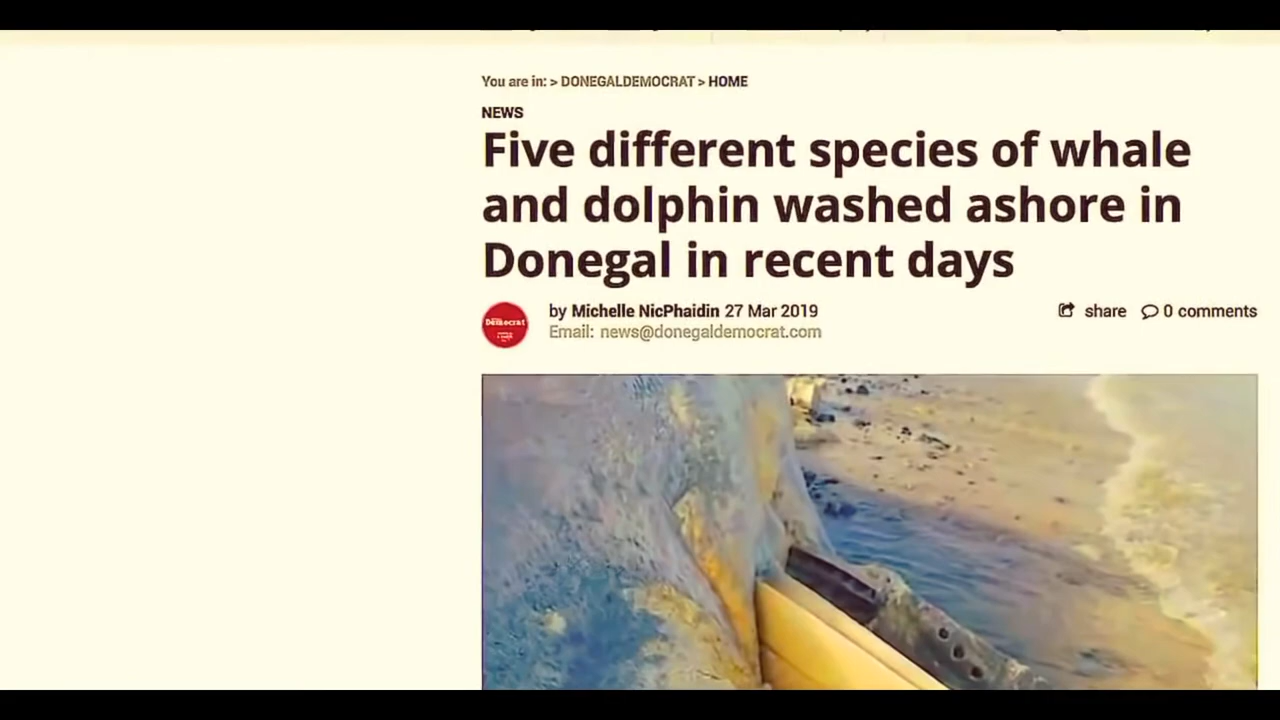 You are in: > DONEGALDEMOCRAT > HOME
NEWS
Five different species of whale
and dolphin washed ashore in
Donegal in recent days
by Michelle NicPhaidin 27 Mar 2019
share
0 comments
Email: news@donegaldemocrat.com
Democrat